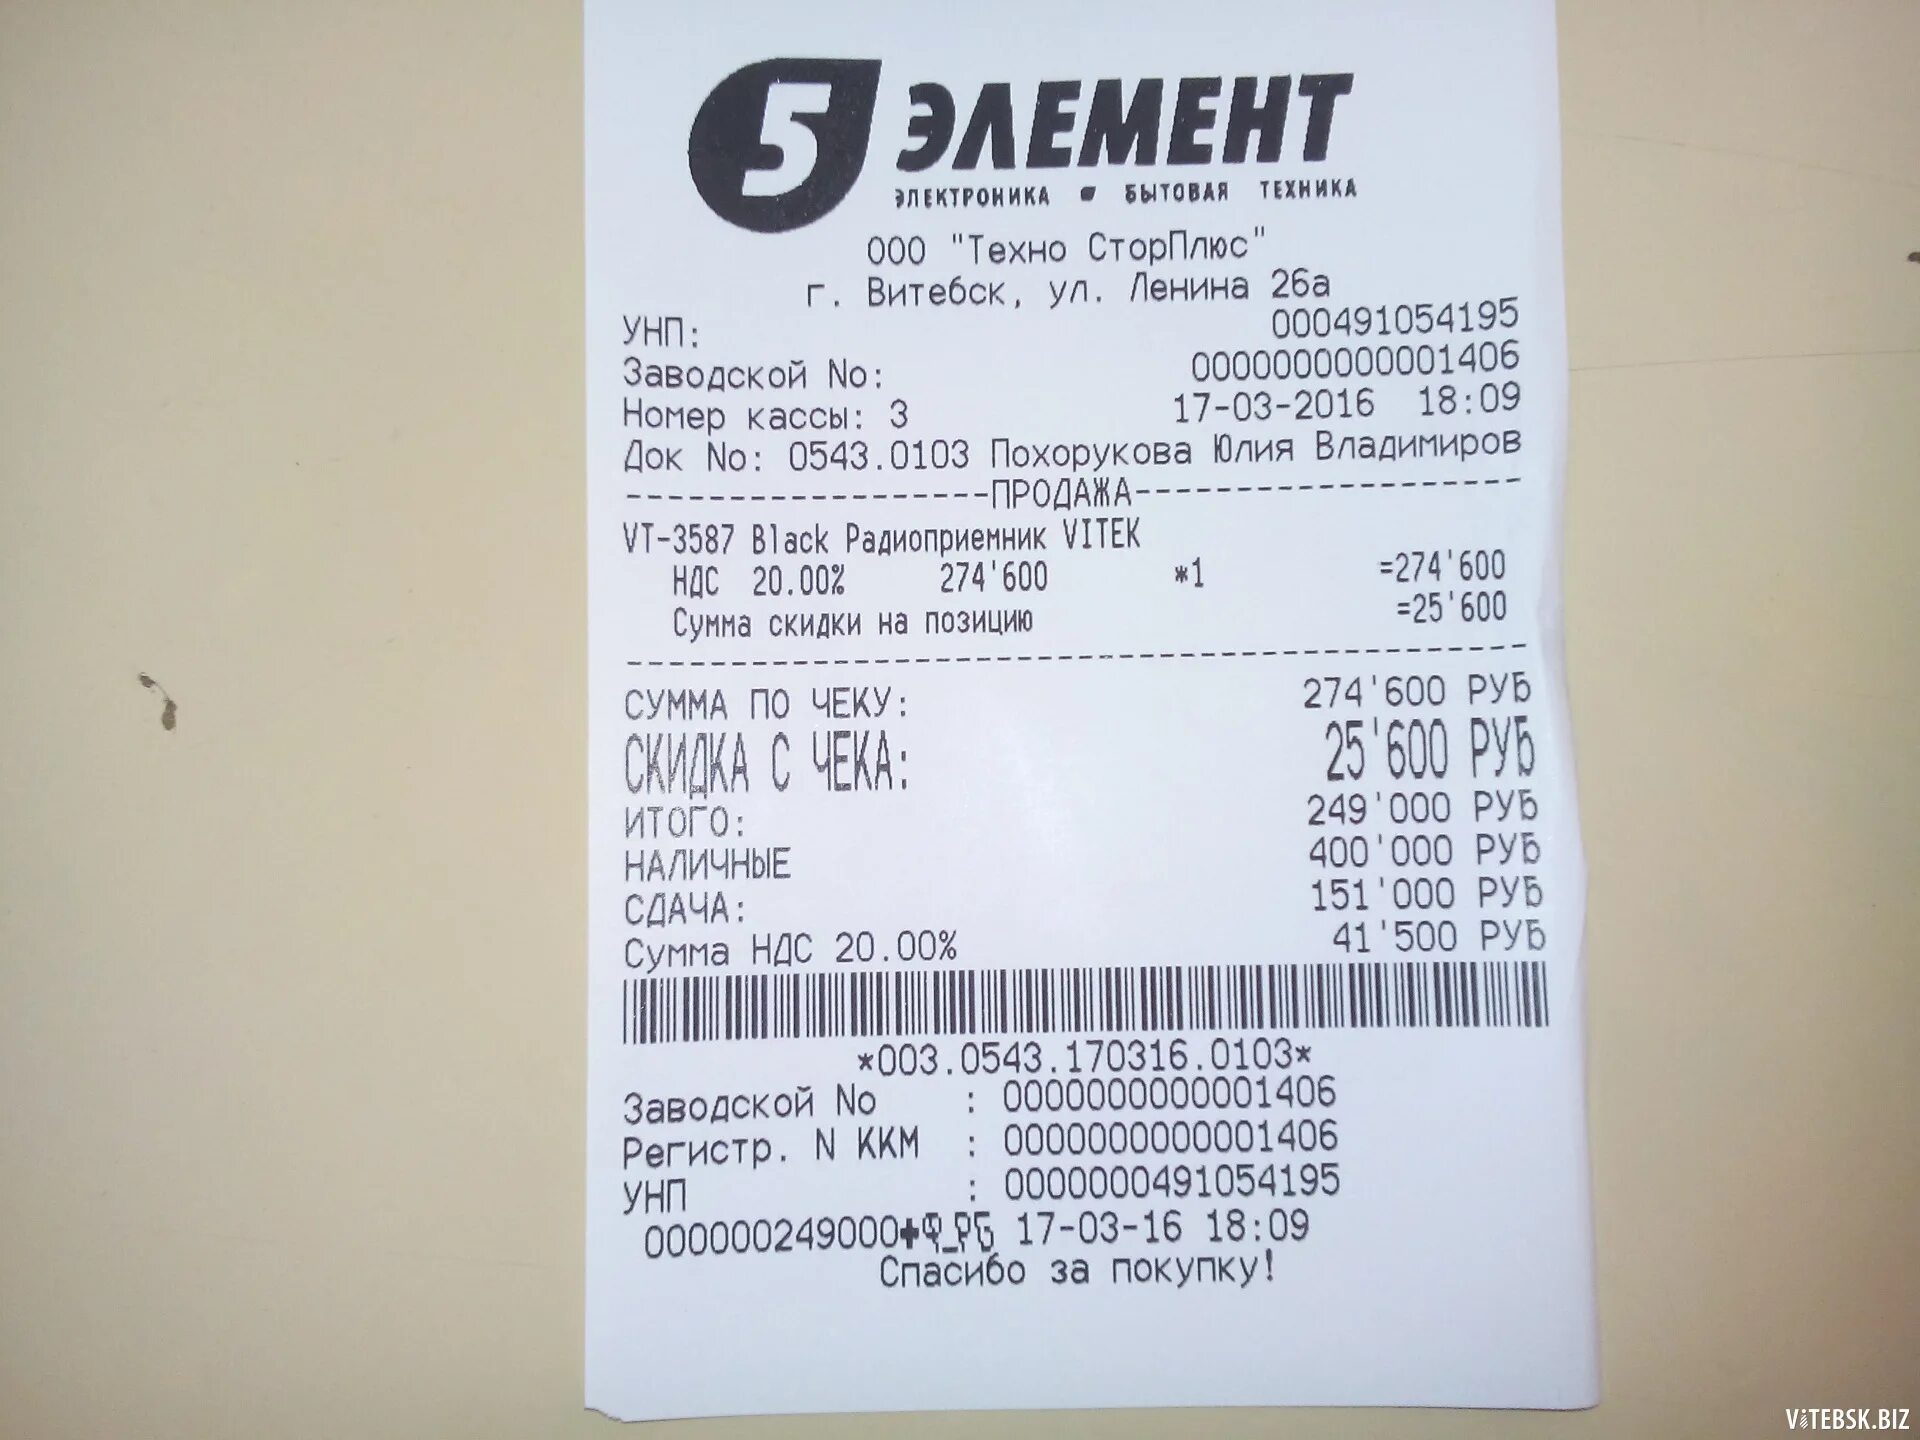 5 ЭЛЕМЕНТ
ЭЛЕКТРОНИКА БЫТОВАЯ ТЕХНИКА
ООО "Техно СторПлюс"
г. Витебск, ул. Ленина 26а
УНП: 000491054195
Заводской No: 0000000000001406
Номер кассы: 3 17-03-2016 18:09
Док No: 0543.0103 Похорукова Юлия Владимиров
------------------ПРОДАЖА-------------------
VT-3587 Black Радиоприемник VITEK
НДС 20.00% 274'600 *1 =274'600
Сумма скидки на позицию =25'600
СУММА ПО ЧЕКУ: 274'600 РУБ
СКИДКА С ЧЕКА: 25'600 РУБ
ИТОГО: 249'000 РУБ
НАЛИЧНЫЕ 400'000 РУБ
СДАЧА: 151'000 РУБ
Сумма НДС 20.00% 41'500 РУБ
*003.0543.170316.0103*
Заводской No : 0000000000001406
Регистр. N ККМ : 0000000000001406
УНП : 0000000491054195
000000249000 17-03-16 18:09
Спасибо за покупку!
ViTEBSK.BIZ